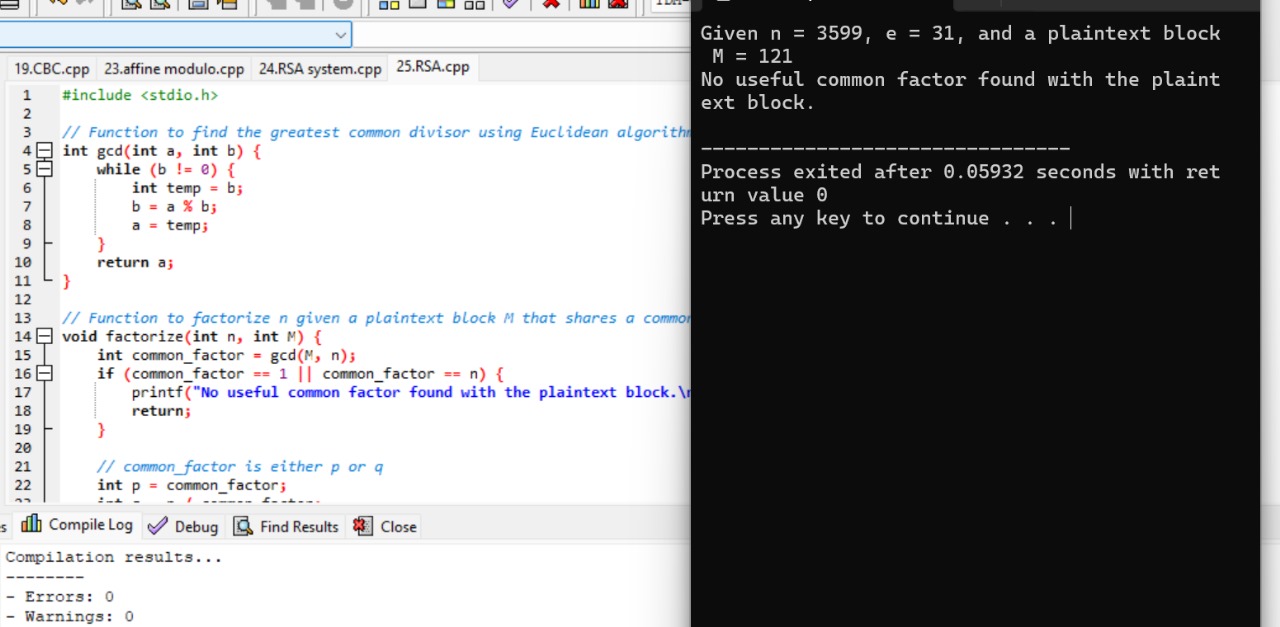 19.CBC.cpp 23.affine modulo.cpp 24.RSA system.cpp 25.RSA.cpp
1 #include <stdio.h>
2
3 // Function to find the greatest common divisor using Euclidean algorithm
4 int gcd(int a, int b) {
5 while (b != 0) {
6 int temp = b;
7 b = a % b;
8 a = temp;
9 }
10 return a;
11 }
12
13 // Function to factorize n given a plaintext block M that shares a common
14 void factorize(int n, int M) {
15 int common_factor = gcd(M, n);
16 if (common_factor == 1 || common_factor == n) {
17 printf("No useful common factor found with the plaintext block.\n
18 return;
19 }
20
21 // common_factor is either p or q
22 int p = common_factor;
Compile Log Debug Find Results Close
Compilation results...
--------
- Errors: 0
- Warnings: 0
Given n = 3599, e = 31, and a plaintext block
M = 121
No useful common factor found with the plaint
ext block.
--------------------------------
Process exited after 0.05932 seconds with ret
urn value 0
Press any key to continue . . .